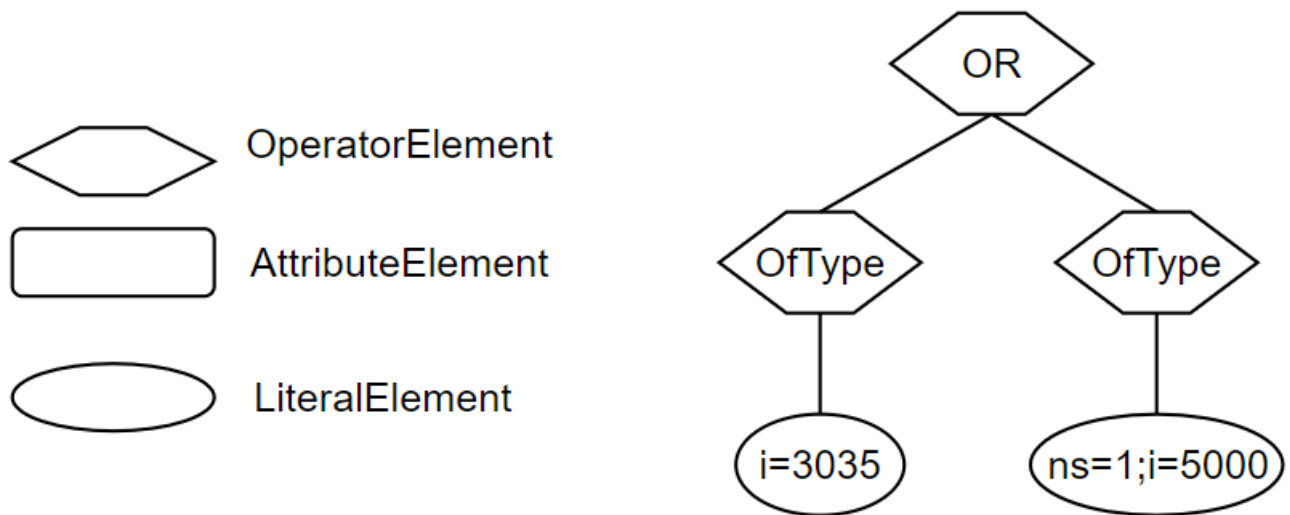 OperatorElement
AttributeElement
LiteralElement
OR
OfType
OfType
i=3035
ns=1;i=5000